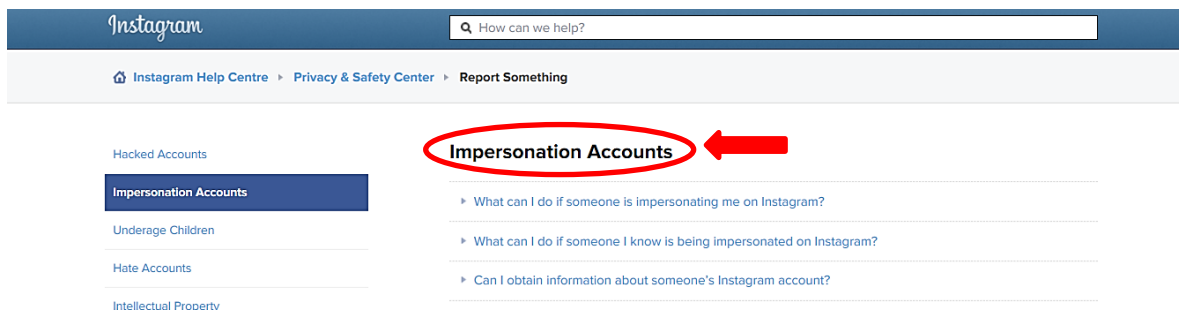 Instagram
How can we help?
Instagram Help Centre Privacy & Safety Center Report Something
Hacked Accounts
Impersonation Accounts
Underage Children
Hate Accounts
Intellectual Property
Impersonation Accounts
What can I do if someone is impersonating me on Instagram?
What can I do if someone I know is being impersonated on Instagram?
Can I obtain information about someone's Instagram account?